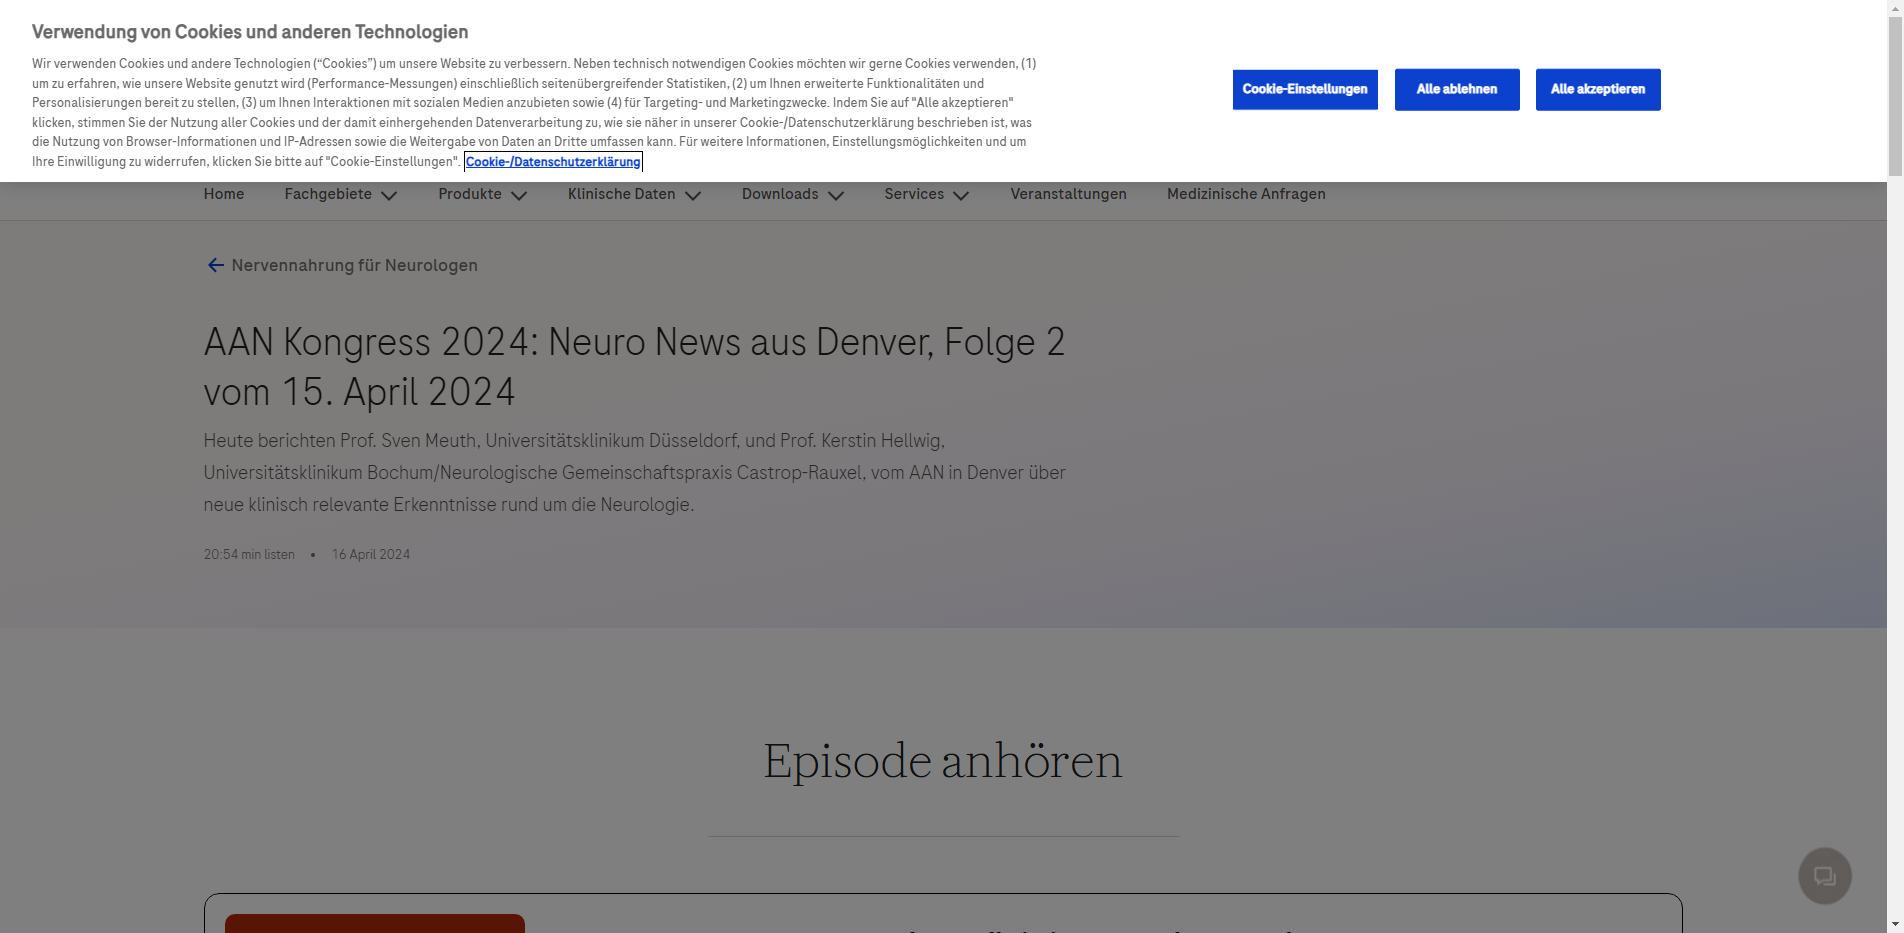 Verwendung von Cookies und anderen Technologien
Wir verwenden Cookies und andere Technologien (“Cookies”) um unsere Website zu verbessern. Neben technisch notwendigen Cookies möchten wir gerne Cookies verwenden, (1)
um zu erfahren, wie unsere Website genutzt wird (Performance-Messungen) einschließlich seitenübergreifender Statistiken, (2) um Ihnen erweiterte Funktionalitäten und
Personalisierungen bereit zu stellen, (3) um Ihnen Interaktionen mit sozialen Medien anzubieten sowie (4) für Targeting- und Marketingzwecke. Indem Sie auf "Alle akzeptieren"
klicken, stimmen Sie der Nutzung aller Cookies und der damit einhergehenden Datenverarbeitung zu, wie sie näher in unserer Cookie-/Datenschutzerklärung beschrieben ist, was
die Nutzung von Browser-Informationen und IP-Adressen sowie die Weitergabe von Daten an Dritte umfassen kann. Für weitere Informationen, Einstellungsmöglichkeiten und um
Ihre Einwilligung zu widerrufen, klicken Sie bitte auf "Cookie-Einstellungen". Cookie-/Datenschutzerklärung
Cookie-Einstellungen Alle ablehnen Alle akzeptieren
Home Fachgebiete Produkte Klinische Daten Downloads Services Veranstaltungen Medizinische Anfragen
Nervennahrung für Neurologen
AAN Kongress 2024: Neuro News aus Denver, Folge 2
vom 15. April 2024
Heute berichten Prof. Sven Meuth, Universitätsklinikum Düsseldorf, und Prof. Kerstin Hellwig,
Universitätsklinikum Bochum/Neurologische Gemeinschaftspraxis Castrop-Rauxel, vom AAN in Denver über
neue klinisch relevante Erkenntnisse rund um die Neurologie.
20:54 min listen • 16 April 2024
Episode anhören